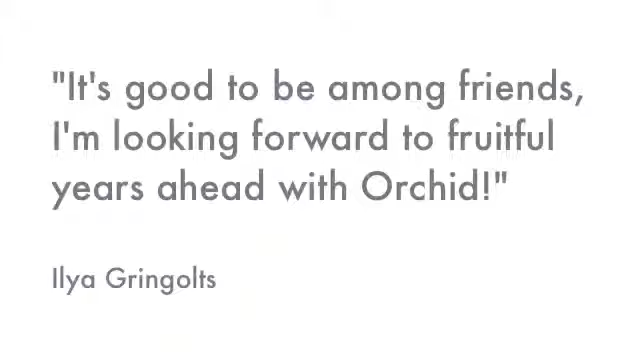 "It's good to be among friends,
I'm looking forward to fruitful
years ahead with Orchid!"
Ilya Gringolts